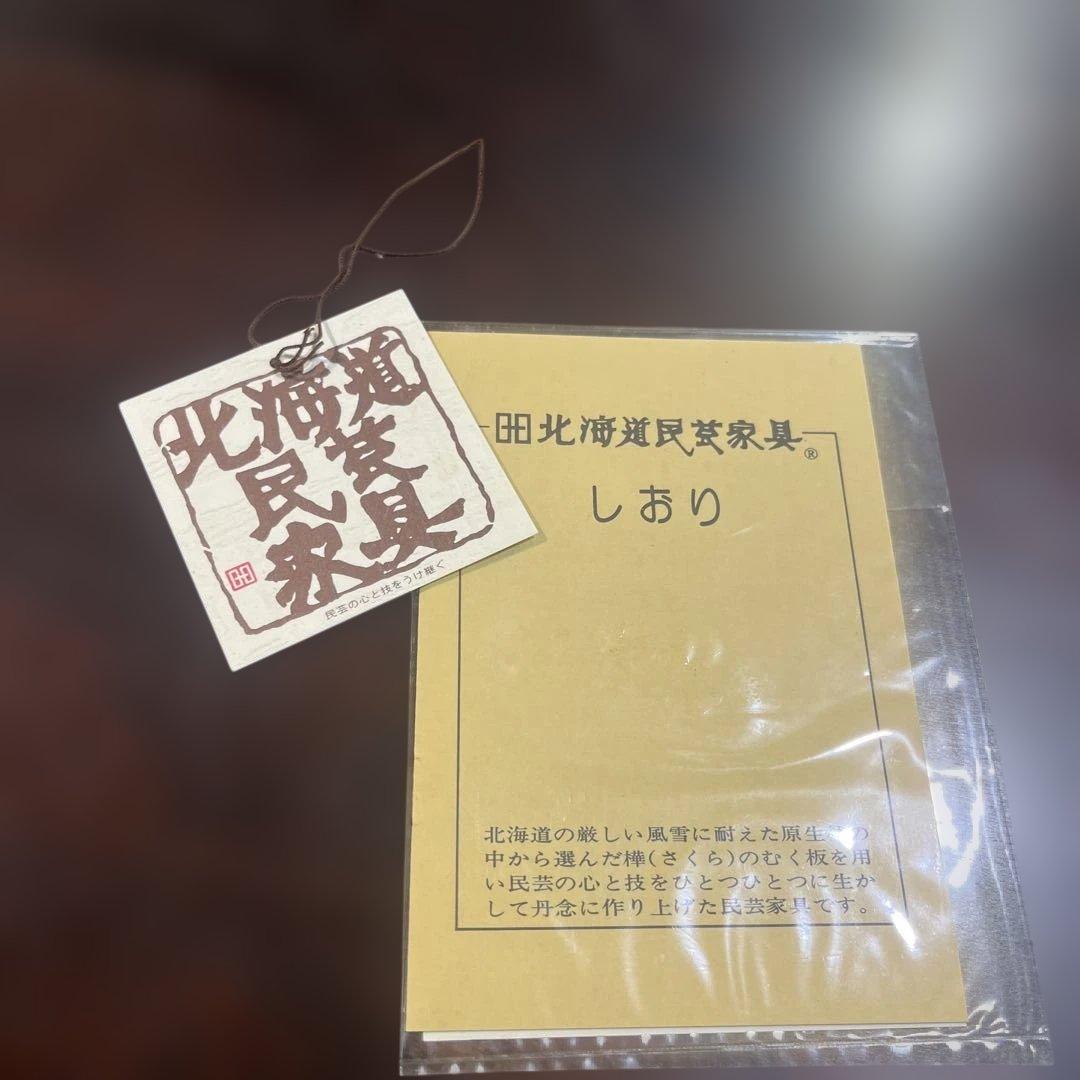 北海道
民芸
家具
民芸の心と技をうけ継ぐ
北海道民芸家具®
しおり
北海道の厳しい風雪に耐えた原生の
中から選んだ樺(さくら)のむく板を用
い民芸の心と技をひとつひとつに生か
して丹念に作り上げた民芸家具です。